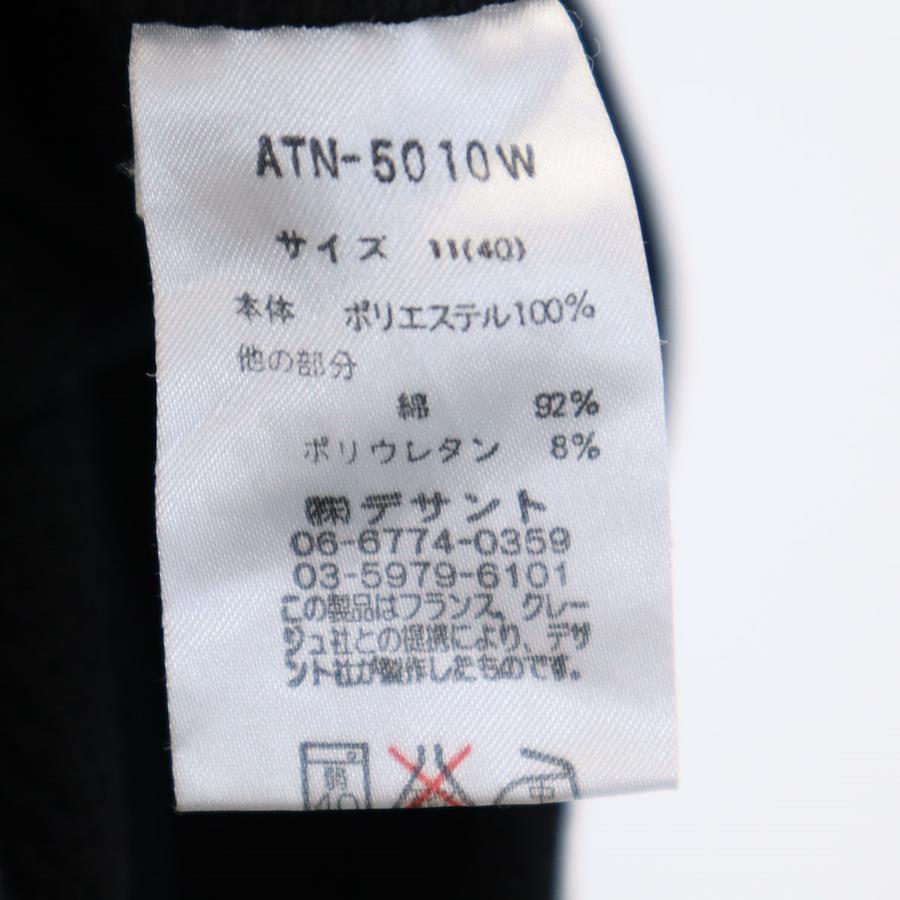 ATN-5010W
サイズ 11(40)
本体 ポリエステル100%
他の部分
綿 92%
ポリウレタン 8%
㈱デサント
06-6774-0359
03-5979-6101
この製品はフランス、クレー
ジュ社との提携により、デサ
ント社が製作したものです。
弱 中
40